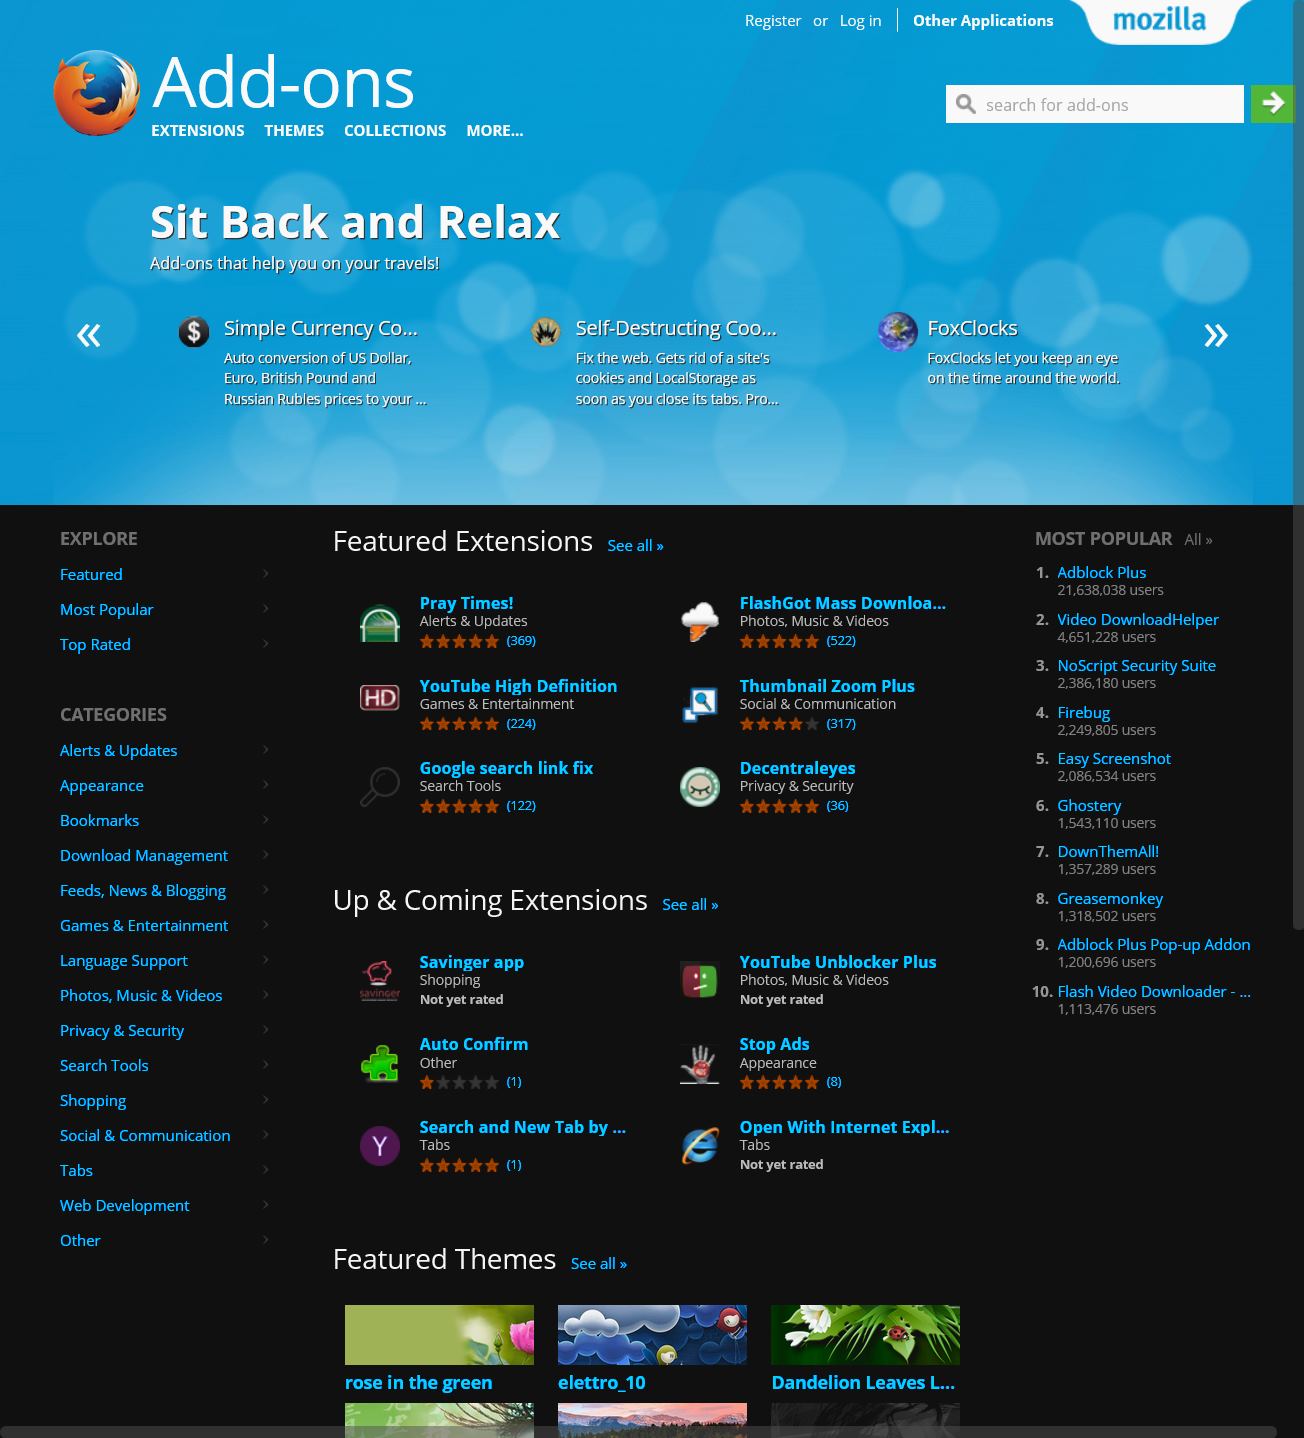 Register or Log in Other Applications
mozilla
Add-ons
EXTENSIONS THEMES COLLECTIONS MORE...
search for add-ons
Sit Back and Relax
Add-ons that help you on your travels!
«
Simple Currency Co...
Auto conversion of US Dollar,
Euro, British Pound and
Russian Rubles prices to your ...
Self-Destructing Coo...
Fix the web. Gets rid of a site's
cookies and LocalStorage as
soon as you close its tabs. Pro...
FoxClocks
FoxClocks let you keep an eye
on the time around the world.
»
EXPLORE
Featured
Most Popular
Top Rated
CATEGORIES
Alerts & Updates
Appearance
Bookmarks
Download Management
Feeds, News & Blogging
Games & Entertainment
Language Support
Photos, Music & Videos
Privacy & Security
Search Tools
Shopping
Social & Communication
Tabs
Web Development
Other
Featured Extensions See all »
Pray Times!
Alerts & Updates
(369)
FlashGot Mass Downloa...
Photos, Music & Videos
(522)
HD
YouTube High Definition
Games & Entertainment
(224)
Thumbnail Zoom Plus
Social & Communication
(317)
Google search link fix
Search Tools
(122)
Decentraleyes
Privacy & Security
(36)
Up & Coming Extensions See all »
savinger
Savinger app
Shopping
Not yet rated
YouTube Unblocker Plus
Photos, Music & Videos
Not yet rated
Auto Confirm
Other
(1)
Stop Ads
Appearance
(8)
Y
Search and New Tab by ...
Tabs
(1)
Open With Internet Expl...
Tabs
Not yet rated
Featured Themes See all »
rose in the green
elettro_10
Dandelion Leaves L...
MOST POPULAR All »
1. Adblock Plus
21,638,038 users
2. Video DownloadHelper
4,651,228 users
3. NoScript Security Suite
2,386,180 users
4. Firebug
2,249,805 users
5. Easy Screenshot
2,086,534 users
6. Ghostery
1,543,110 users
7. DownThemAll!
1,357,289 users
8. Greasemonkey
1,318,502 users
9. Adblock Plus Pop-up Addon
1,200,696 users
10. Flash Video Downloader - ...
1,113,476 users